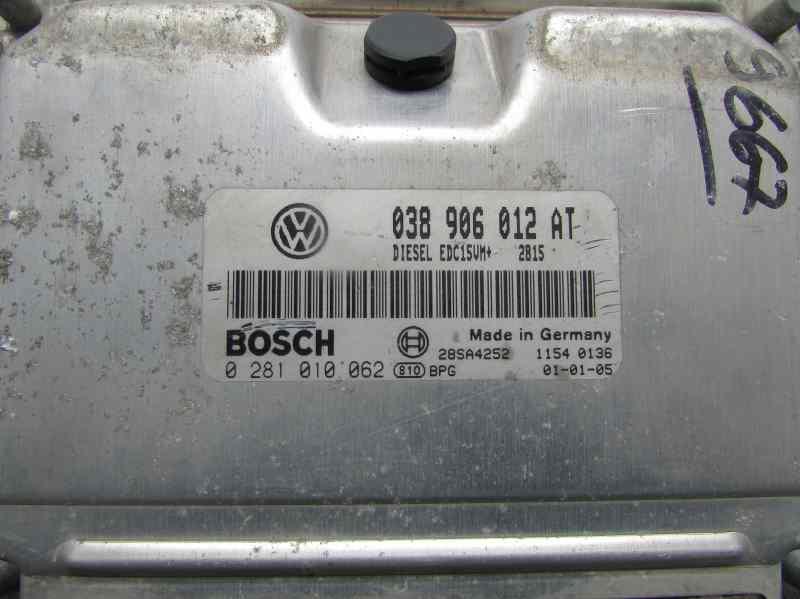 9667
VW
038 906 012 AT
DIESEL EDC15VM+ 2815
BOSCH
Made in Germany
28SA4252 1154 0136
0 281 010 062 810 BPG 01-01-05